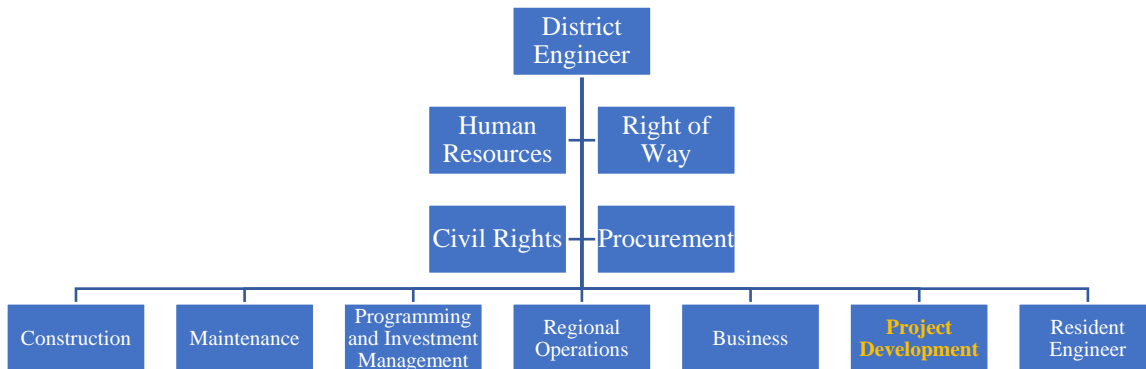 District
Engineer
Human
Resources
Right of
Way
Civil Rights
Procurement
Construction
Maintenance
Programming
and Investment
Management
Regional
Operations
Business
Project
Development
Resident
Engineer